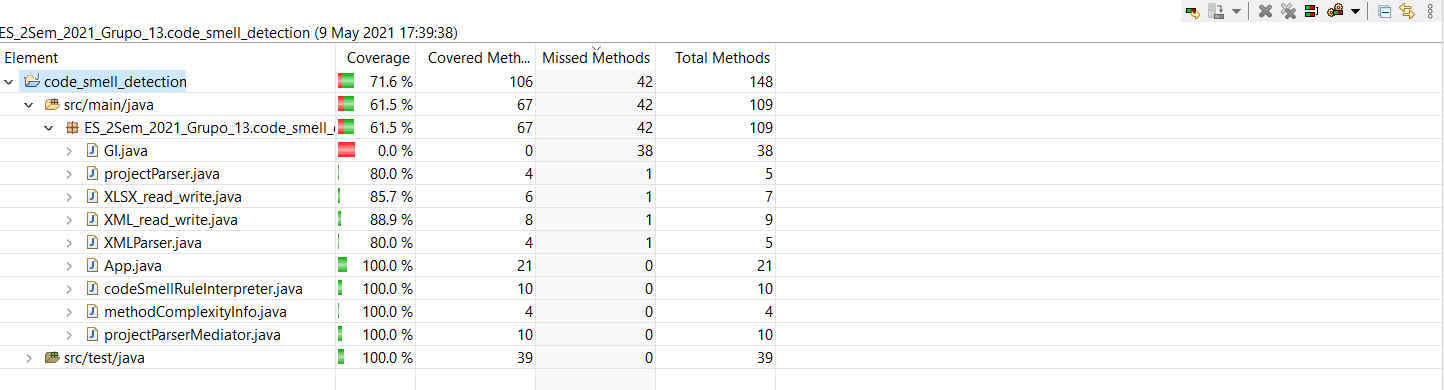 ES_2Sem_2021_Grupo_13.code_smell_detection (9 May 2021 17:39:38)
Element Coverage Covered Meth... Missed Methods Total Methods
code_smell_detection 71.6 % 106 42 148
src/main/java 61.5 % 67 42 109
ES_2Sem_2021_Grupo_13.code_smell_ 61.5 % 67 42 109
GI.java 0.0 % 0 38 38
projectParser.java 80.0 % 4 1 5
XLSX_read_write.java 85.7 % 6 1 7
XML_read_write.java 88.9 % 8 1 9
XMLParser.java 80.0 % 4 1 5
App.java 100.0 % 21 0 21
codeSmellRuleInterpreter.java 100.0 % 10 0 10
methodComplexityInfo.java 100.0 % 4 0 4
projectParserMediator.java 100.0 % 10 0 10
src/test/java 100.0 % 39 0 39